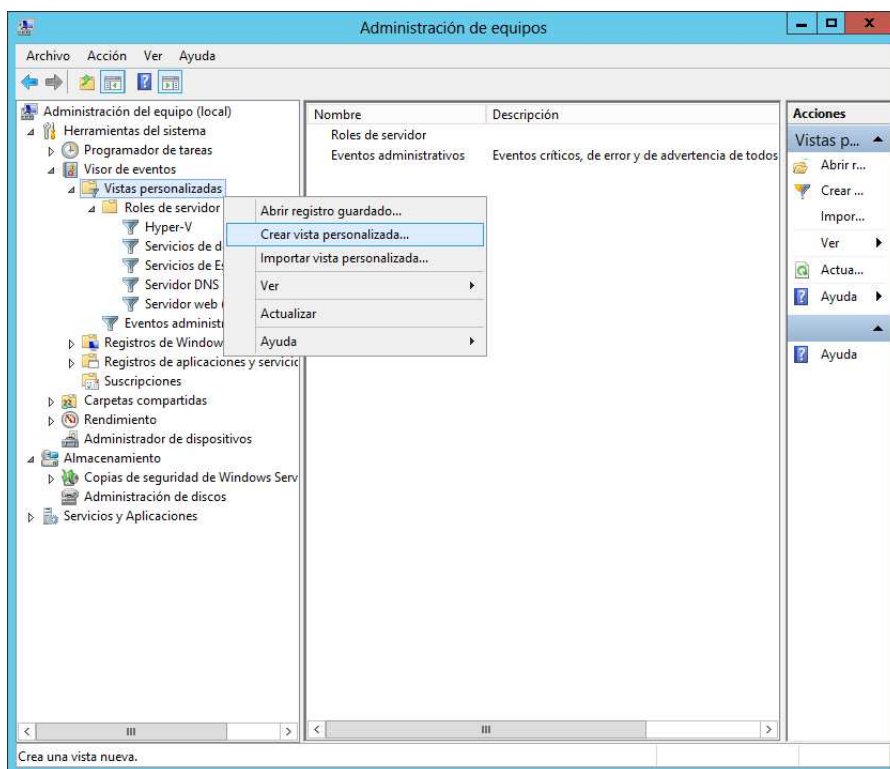 Administración de equipos
Archivo Acción Ver Ayuda
Administración del equipo (local)
Herramientas del sistema
Programador de tareas
Visor de eventos
Vistas personalizadas
Roles de servidor
Hyper-V
Servicios de d
Servicios de Es
Servidor DNS
Servidor web (
Eventos administr
Registros de Window
Registros de aplicaciones y servicic
Suscripciones
Carpetas compartidas
Rendimiento
Administrador de dispositivos
Almacenamiento
Copias de seguridad de Windows Serv
Administración de discos
Servicios y Aplicaciones
Abrir registro guardado...
Crear vista personalizada...
Importar vista personalizada...
Ver
Actualizar
Ayuda
Nombre Descripción
Roles de servidor
Eventos administrativos Eventos críticos, de error y de advertencia de todos
Acciones
Vistas p...
Abrir r...
Crear ...
Impor...
Ver
Actua...
Ayuda
Ayuda
Crea una vista nueva.